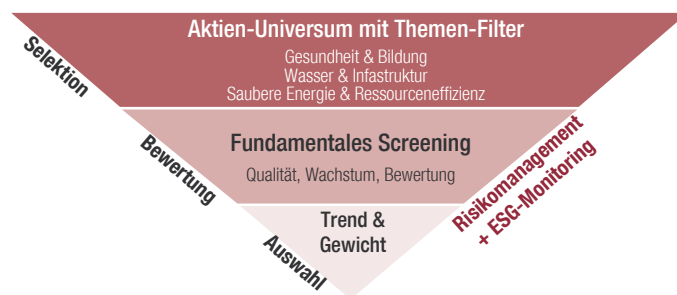 Aktien-Universum mit Themen-Filter
Gesundheit & Bildung
Wasser & Infastruktur
Saubere Energie & Ressourceneffizienz
Selektion
Fundamentales Screening
Qualität, Wachstum, Bewertung
Bewertung
Risikomanagement
+ ESG-Monitoring
Trend &
Gewicht
Auswahl